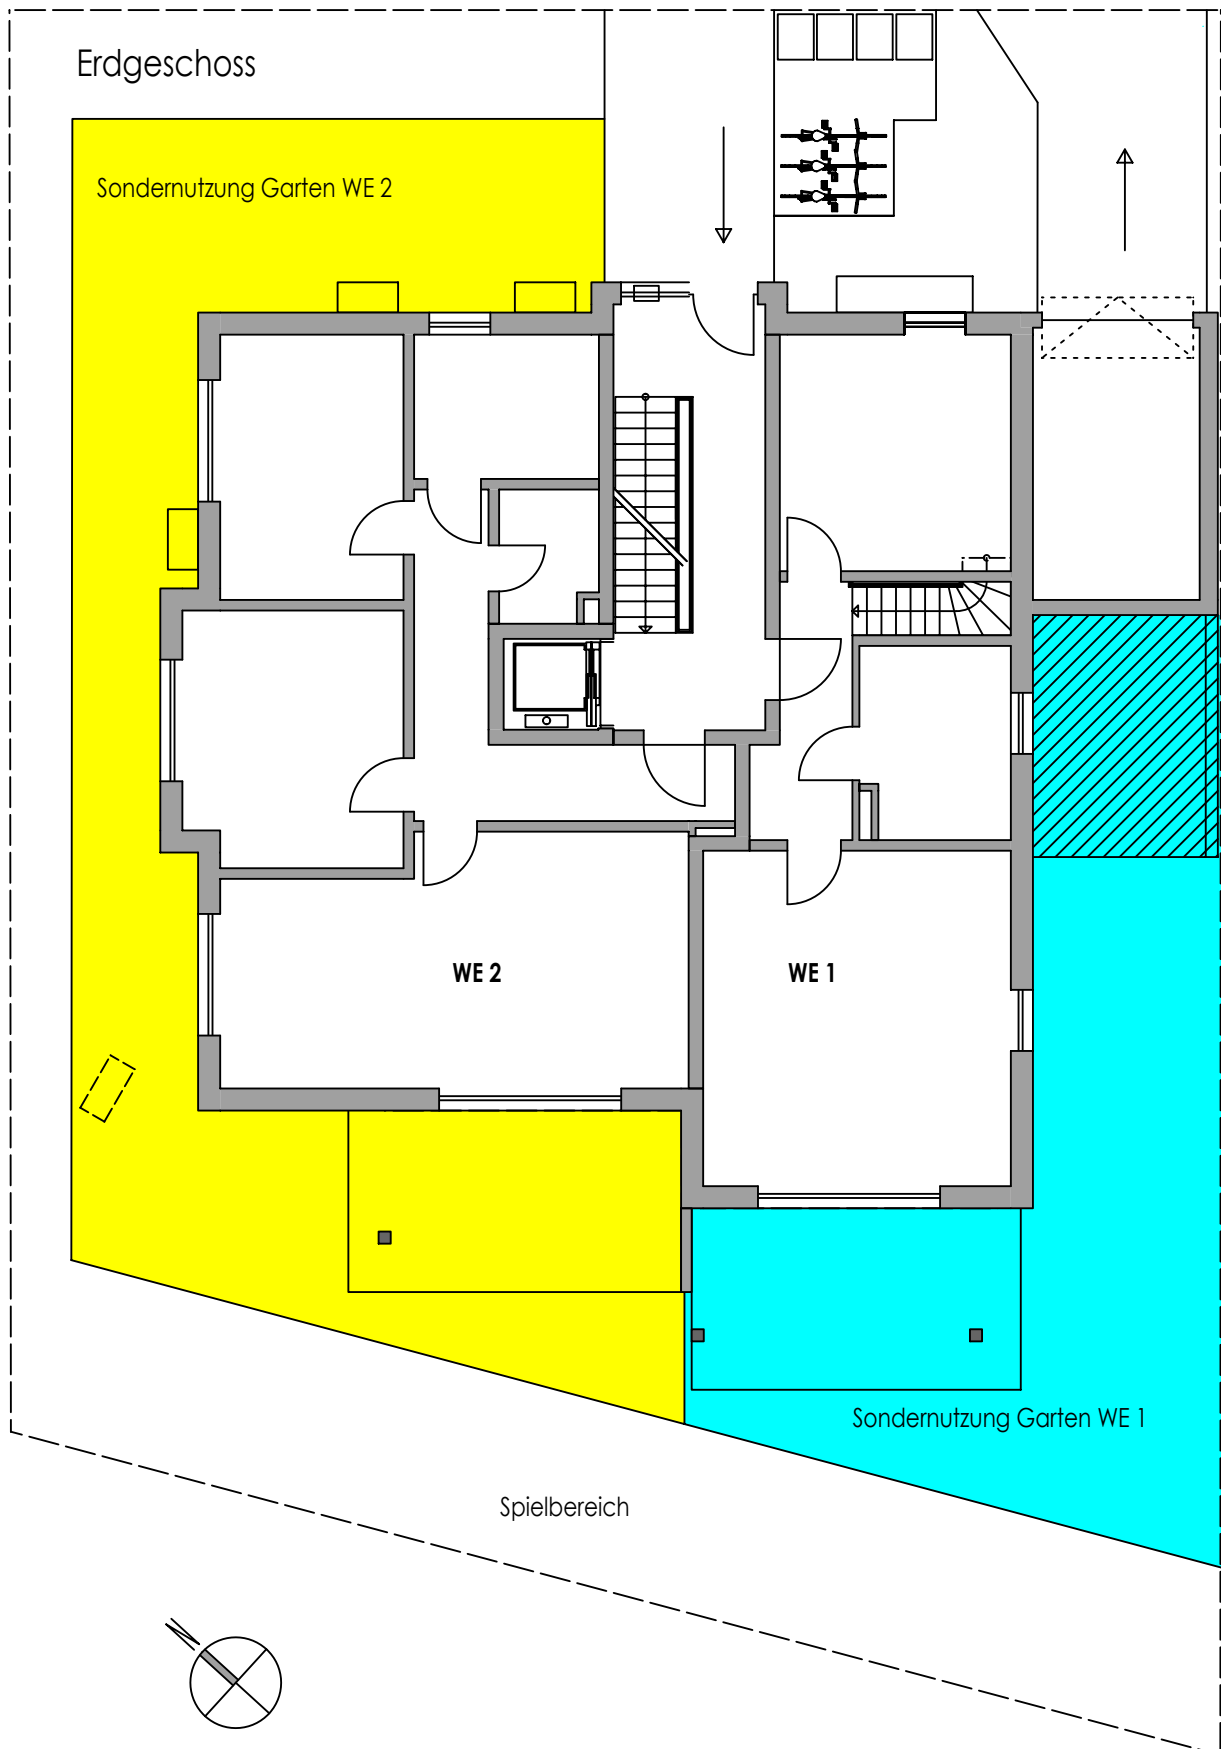 Erdgeschoss
Sondernutzung Garten WE 2
WE 2
WE 1
Sondernutzung Garten WE 1
Spielbereich
N